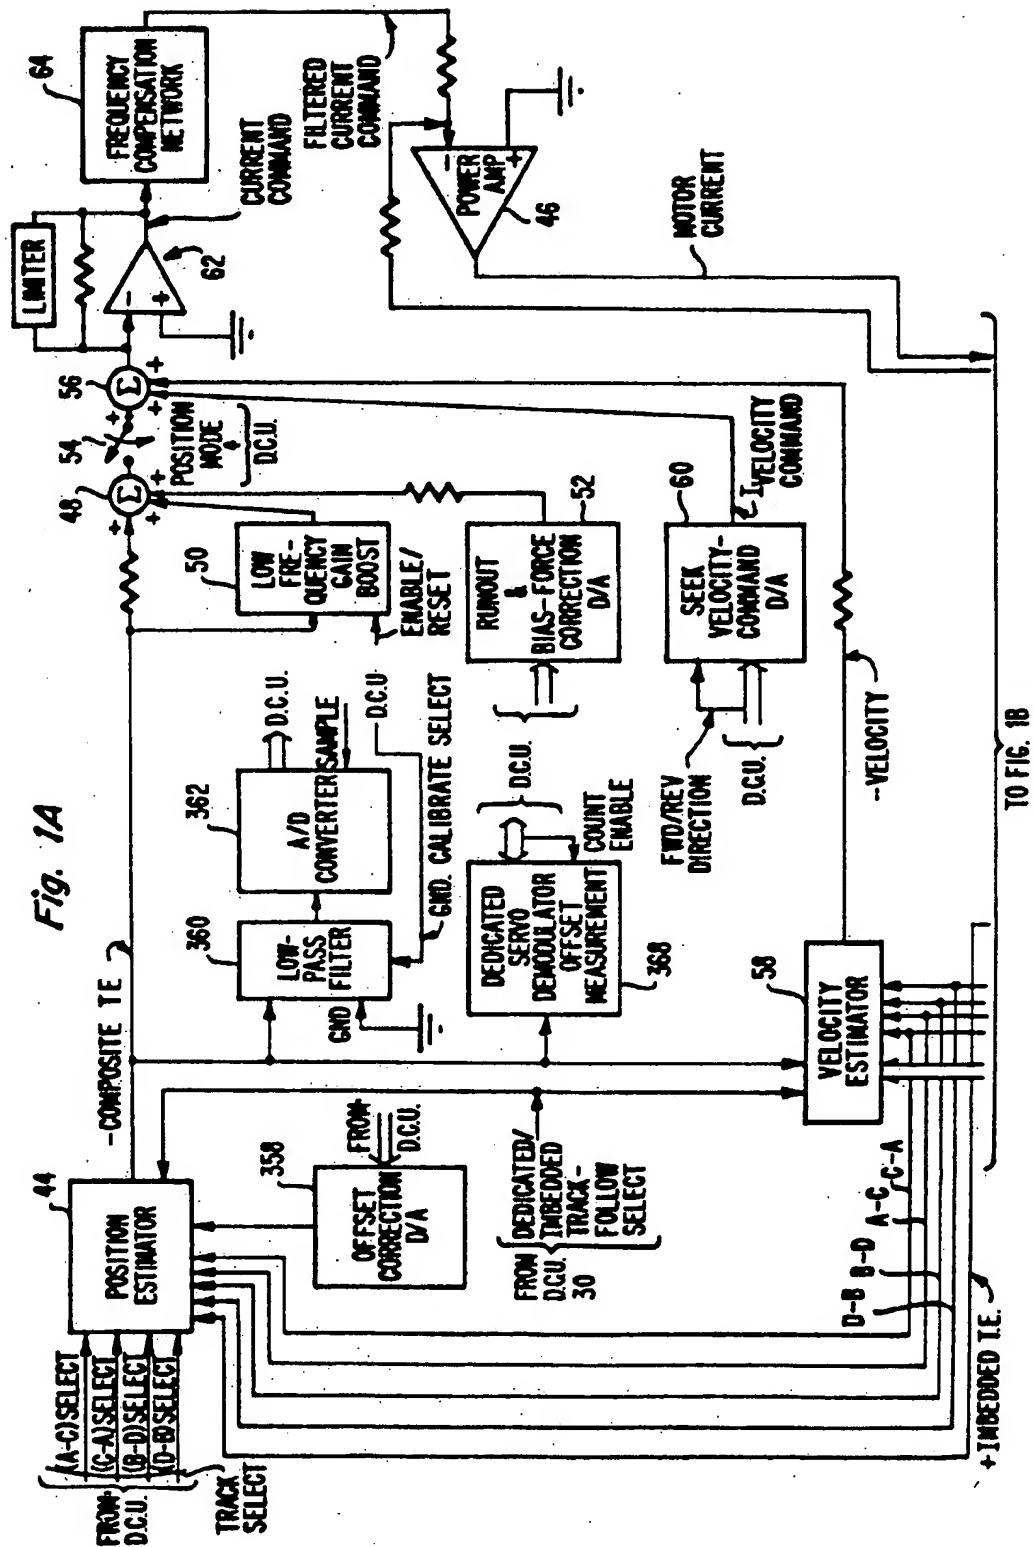 Fig. 1A
(A-C) SELECT
(C-A) SELECT
(B-D) SELECT
(D-B) SELECT
FROM
D.C.U.
TRACK
SELECT
44
POSITION
ESTIMATOR
-COMPOSITE T E
358
OFFSET
CORRECTION
D/A
FROM
D.C.U.
FROM
D.C.U.
30
DEDICATED/
IMBEDDED
TRACK-
FOLLOW
SELECT
D-B
B-D
A-C
C-A
+IMBEDDED T.E.
360
LOW-
PASS
FILTER
GND
362
A/D
CONVERTER
SAMPLE
D.C.U.
D.C.U
GND. CALIBRATE SELECT
DEDICATED
SERVO
DEMODULATOR
OFFSET
MEASUREMENT
368
D.C.U.
COUNT
ENABLE
58
VELOCITY
ESTIMATOR
--VELOCITY
50
LOW
FRE-
QUENCY
GAIN
BOOST
ENABLE/
RESET
RUNOUT
&
BIAS-FORCE
CORRECTION
D/A
52
D.C.U.
60
SEEK
VELOCITY-
COMMAND
D/A
FWD/REV
DIRECTION
D.C.U.
I VELOCITY
COMMAND
48
Σ
+
+
+
54
POSITION
MODE
D.C.U.
56
Σ
+
+
+
LIMITER
-
+
62
CURRENT
COMMAND
64
FREQUENCY
COMPENSATION
NETWORK
FILTERED
CURRENT
COMMAND
-
+
POWER
AMP
46
MOTOR
CURRENT
TO FIG. 1B